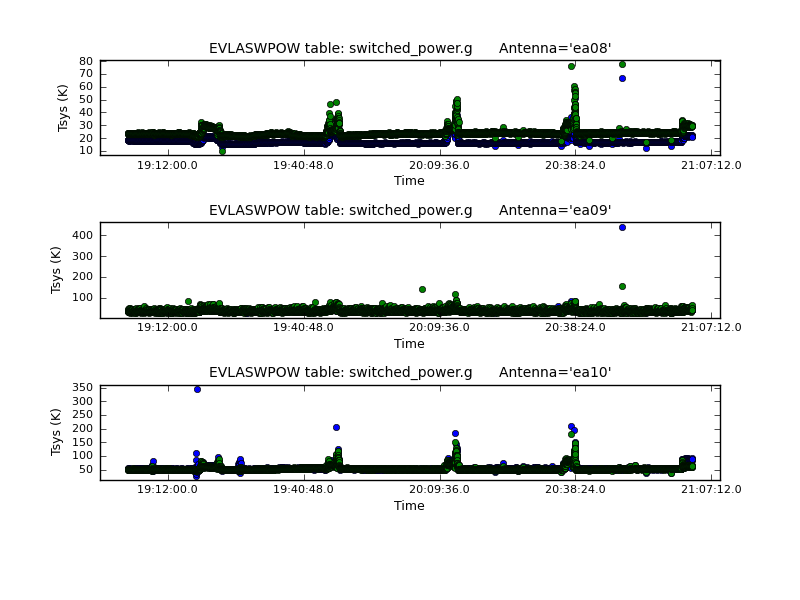 EVLASWPOW table: switched_power.g Antenna='ea08'
Tsys (K)
80
70
60
50
40
30
20
10
19:12:00.0 19:40:48.0 20:09:36.0 20:38:24.0 21:07:12.0
Time
EVLASWPOW table: switched_power.g Antenna='ea09'
Tsys (K)
400
300
200
100
19:12:00.0 19:40:48.0 20:09:36.0 20:38:24.0 21:07:12.0
Time
EVLASWPOW table: switched_power.g Antenna='ea10'
Tsys (K)
350
300
250
200
150
100
50
19:12:00.0 19:40:48.0 20:09:36.0 20:38:24.0 21:07:12.0
Time